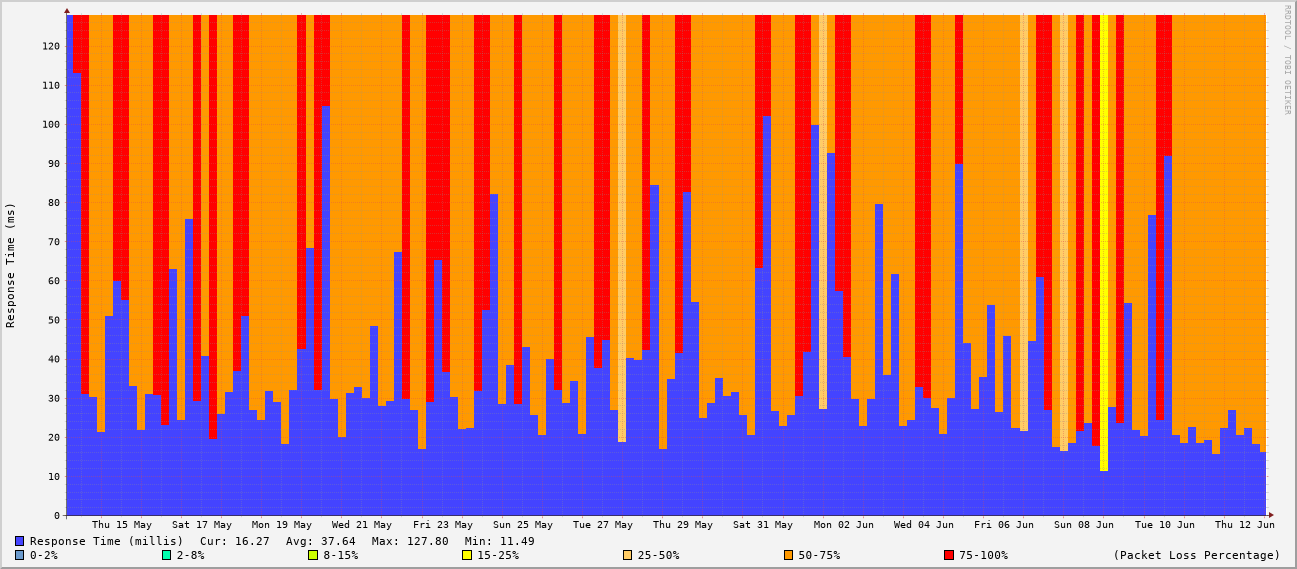 RRDTOOL / TOBI OETIKER
Response Time (ms)
120
110
100
90
80
70
60
50
40
30
20
10
0
Thu 15 May Sat 17 May Mon 19 May Wed 21 May Fri 23 May Sun 25 May Tue 27 May Thu 29 May Sat 31 May Mon 02 Jun Wed 04 Jun Fri 06 Jun Sun 08 Jun Tue 10 Jun Thu 12 Jun
Response Time (millis) Cur: 16.27 Avg: 37.64 Max: 127.80 Min: 11.49
0-2% 2-8% 8-15% 15-25% 25-50% 50-75% 75-100% (Packet Loss Percentage)